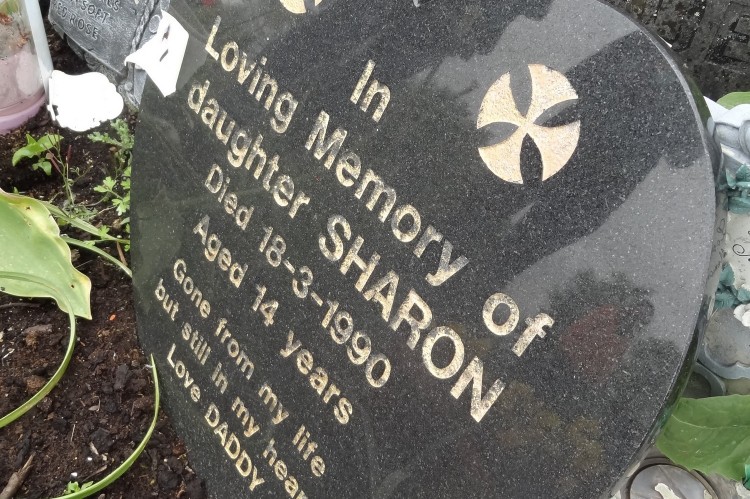 In
Loving Memory of
daughter SHARON
Died 18-3-1990
Aged 14 years
Gone from my life
but still in my hear
Love DADDY